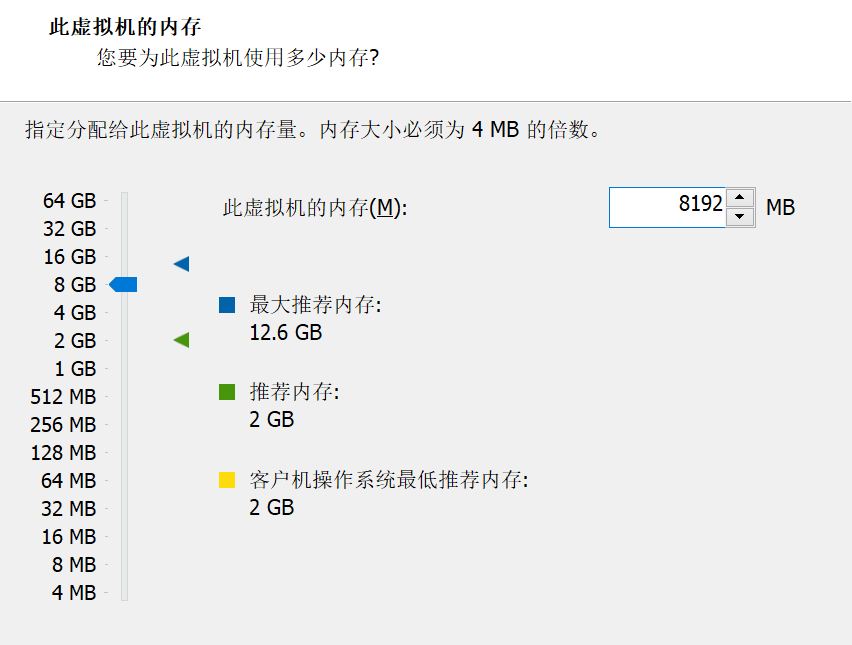 此虚拟机的内存
您要为此虚拟机使用多少内存?
指定分配给此虚拟机的内存量。内存大小必须为 4 MB 的倍数。
64 GB
32 GB
16 GB
8 GB
4 GB
2 GB
1 GB
512 MB
256 MB
128 MB
64 MB
32 MB
16 MB
8 MB
4 MB
此虚拟机的内存(M):
8192 MB
最大推荐内存:
12.6 GB
推荐内存:
2 GB
客户机操作系统最低推荐内存:
2 GB